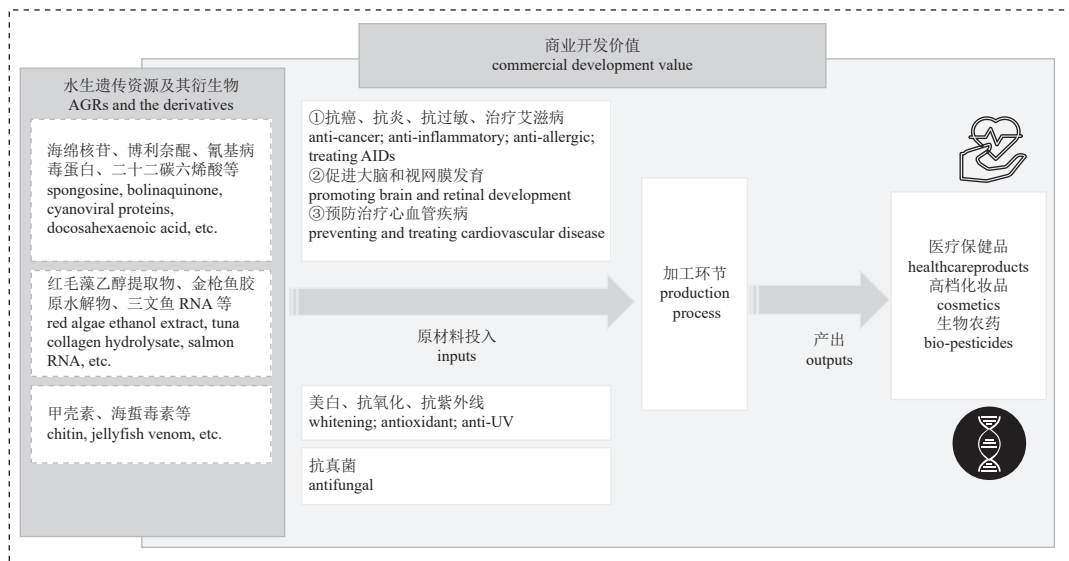 商业开发价值
commercial development value
水生遗传资源及其衍生物
AGRs and the derivatives
海绵核苷、博利奈醌、氰基病
毒蛋白、二十二碳六烯酸等
spongosine, bolinaquinone,
cyanoviral proteins,
docosahexaenoic acid, etc.
红毛藻乙醇提取物、金枪鱼胶
原水解物、三文鱼 RNA 等
red algae ethanol extract, tuna
collagen hydrolysate, salmon
RNA, etc.
甲壳素、海蜇毒素等
chitin, jellyfish venom, etc.
①抗癌、抗炎、抗过敏、治疗艾滋病
anti-cancer; anti-inflammatory; anti-allergic;
treating AIDs
②促进大脑和视网膜发育
promoting brain and retinal development
③预防治疗心血管疾病
preventing and treating cardiovascular disease
原材料投入
inputs
美白、抗氧化、抗紫外线
whitening; antioxidant; anti-UV
抗真菌
antifungal
加工环节
production
process
产出
outputs
医疗保健品
healthcareproducts
高档化妆品
cosmetics
生物农药
bio-pesticides